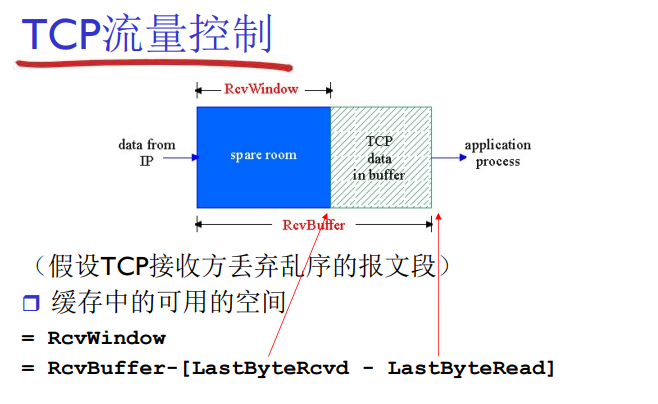 TCP流量控制
RcvWindow
data from
IP
spare room
TCP
data
in buffer
application
process
RcvBuffer
（假设TCP接收方丢弃乱序的报文段）
缓存中的可用的空间
= RcvWindow
= RcvBuffer-[LastByteRcvd - LastByteRead]